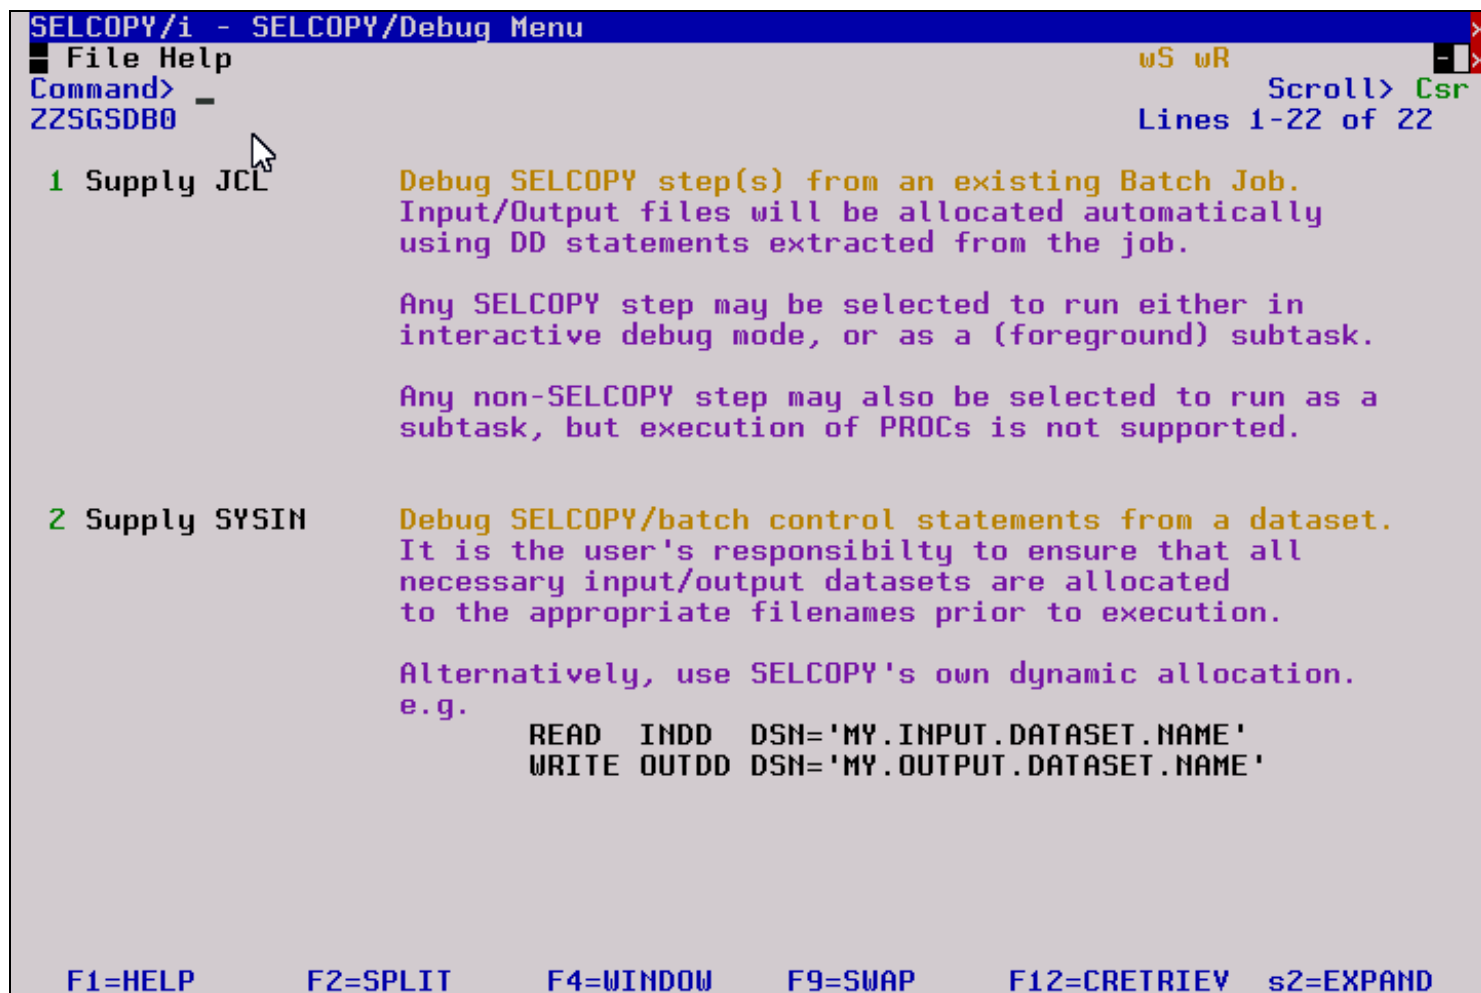 SELCOPY/i - SELCOPY/Debug Menu
File Help wS wR
Command> _ Scroll> Csr
ZZSGSDB0 Lines 1-22 of 22
1 Supply JCL Debug SELCOPY step(s) from an existing Batch Job.
Input/Output files will be allocated automatically
using DD statements extracted from the job.
Any SELCOPY step may be selected to run either in
interactive debug mode, or as a (foreground) subtask.
Any non-SELCOPY step may also be selected to run as a
subtask, but execution of PROCs is not supported.
2 Supply SYSIN Debug SELCOPY/batch control statements from a dataset.
It is the user's responsibilty to ensure that all
necessary input/output datasets are allocated
to the appropriate filenames prior to execution.
Alternatively, use SELCOPY's own dynamic allocation.
e.g.
READ INDD DSN='MY.INPUT.DATASET.NAME'
WRITE OUTDD DSN='MY.OUTPUT.DATASET.NAME'
F1=HELP F2=SPLIT F4=WINDOW F9=SWAP F12=CRETRIEV s2=EXPAND